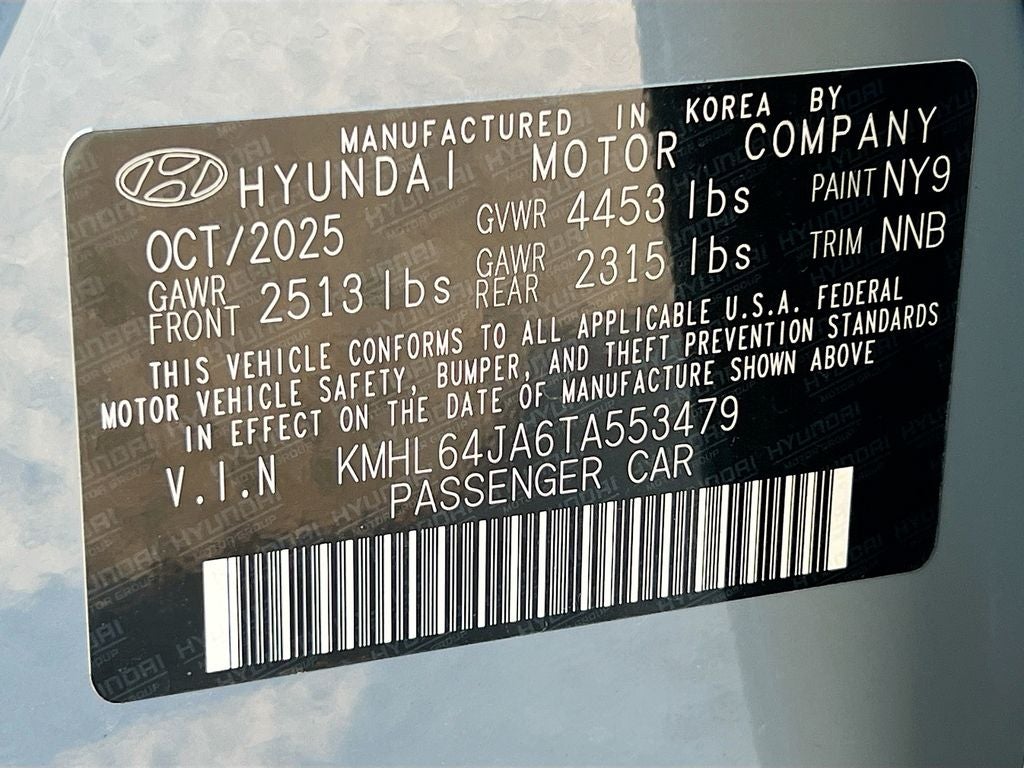 MANUFACTURED IN KOREA BY
HYUNDAI MOTOR COMPANY
OCT/2025 GVWR 4453 lbs PAINT NY9
GAWR FRONT 2513 lbs GAWR REAR 2315 lbs TRIM NNB
THIS VEHICLE CONFORMS TO ALL APPLICABLE U.S.A. FEDERAL
MOTOR VEHICLE SAFETY, BUMPER, AND THEFT PREVENTION STANDARDS
IN EFFECT ON THE DATE OF MANUFACTURE SHOWN ABOVE
V.I.N KMHL64JA6TA553479
PASSENGER CAR